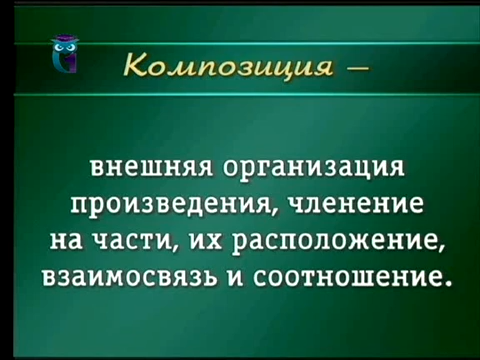 Композиция –
внешняя организация
произведения, членение
на части, их расположение,
взаимосвязь и соотношение.